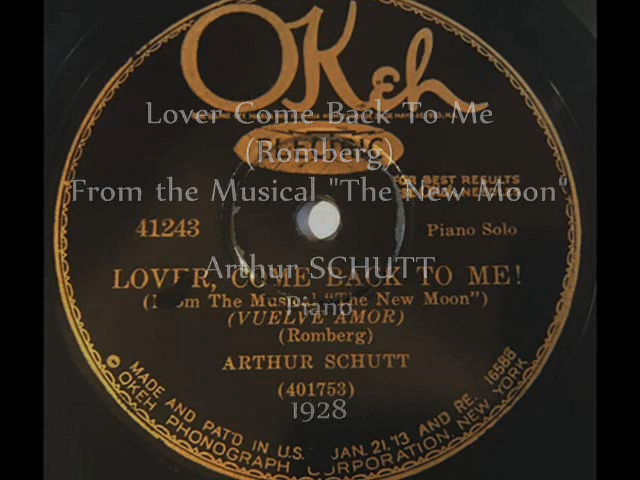 OKeh
Lover Come Back To Me
(Romberg)
RECORDS
FOR BEST RESULTS
From the Musical "The New Moon"
41243
Piano Solo
LOVER, COME BACK TO ME!
Arthur SCHUTT
(From The Musical "The New Moon")
Piano
(VUELVE AMOR)
(Romberg)
ARTHUR SCHUTT
(401753)
1928
© MADE AND PAT'D IN U.S. JAN. 21, '13 AND RE. 16588
OKEH PHONOGRAPH CORPORATION NEW YORK